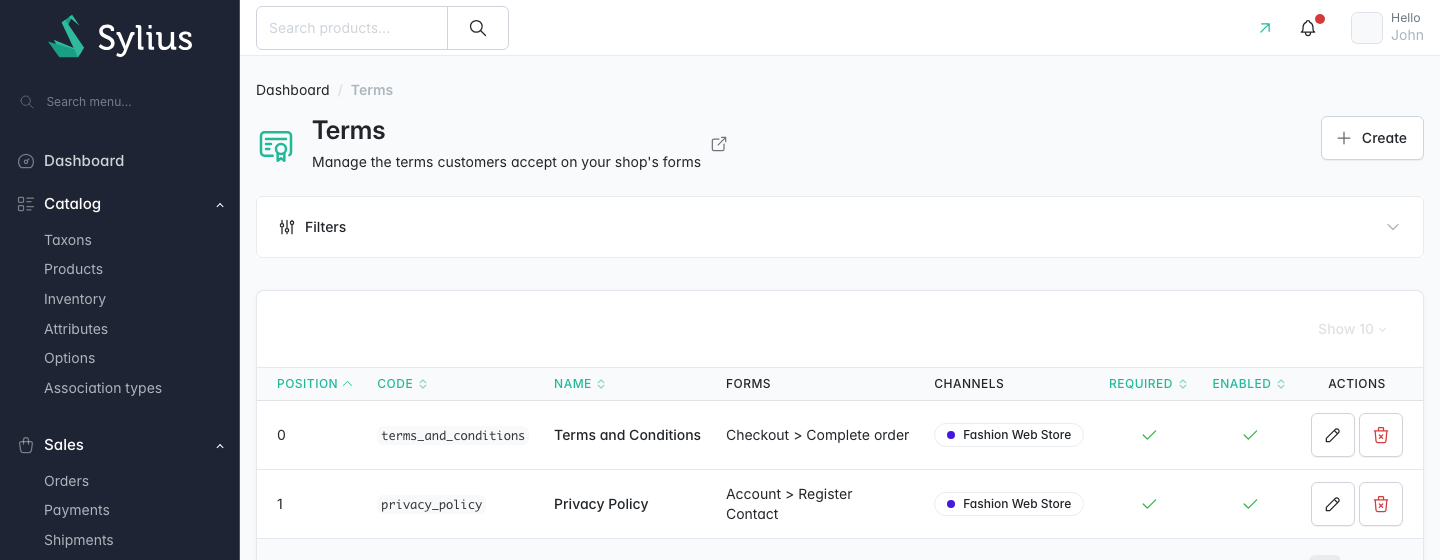 Sylius
Search products...
Hello
John
Search menu...
Dashboard
Catalog
Taxons
Products
Inventory
Attributes
Options
Association types
Sales
Orders
Payments
Shipments
Dashboard / Terms
Terms
Manage the terms customers accept on your shop's forms
Create
Filters
Show 10
POSITION CODE NAME FORMS CHANNELS REQUIRED ENABLED ACTIONS
0 terms_and_conditions Terms and Conditions Checkout > Complete order Fashion Web Store
1 privacy_policy Privacy Policy Account > Register Fashion Web Store
Contact